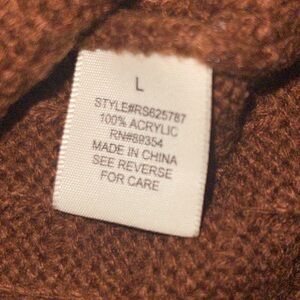 L
STYLE#RS625787
100% ACRYLIC
RN#89354
MADE IN CHINA
SEE REVERSE
FOR CARE